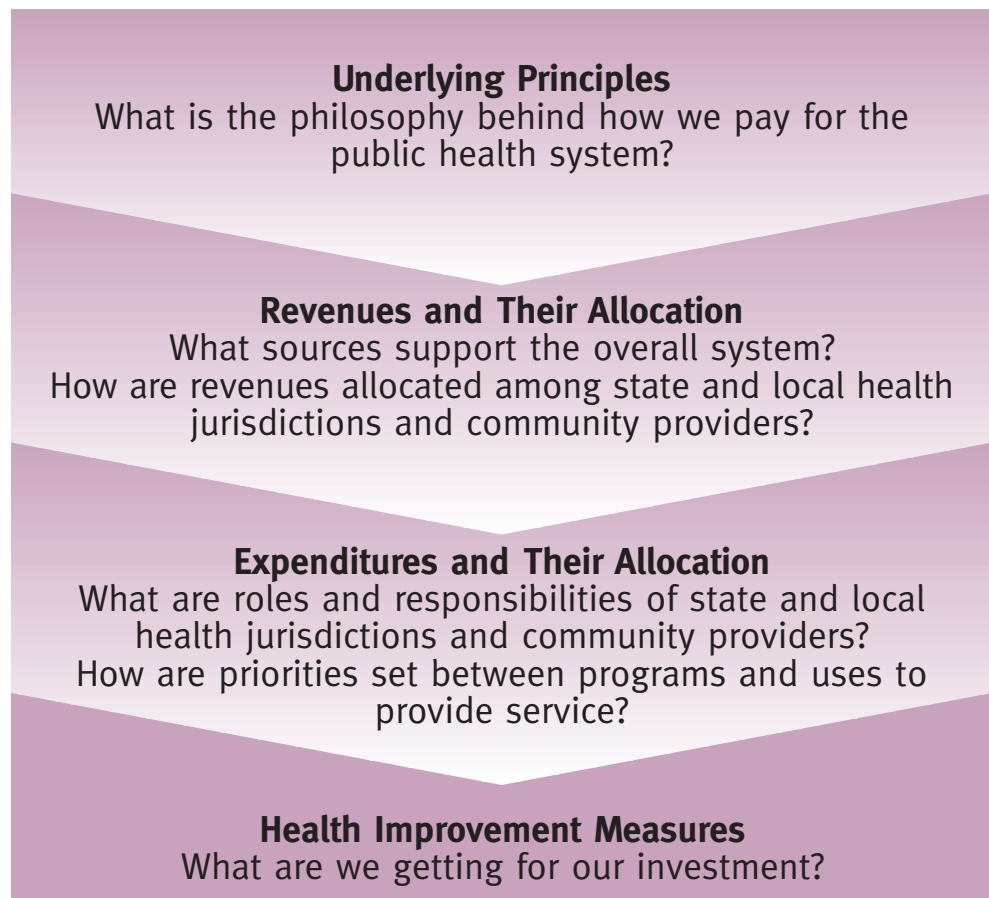 Underlying Principles
What is the philosophy behind how we pay for the
public health system?
Revenues and Their Allocation
What sources support the overall system?
How are revenues allocated among state and local health
jurisdictions and community providers?
Expenditures and Their Allocation
What are roles and responsibilities of state and local
health jurisdictions and community providers?
How are priorities set between programs and uses to
provide service?
Health Improvement Measures
What are we getting for our investment?